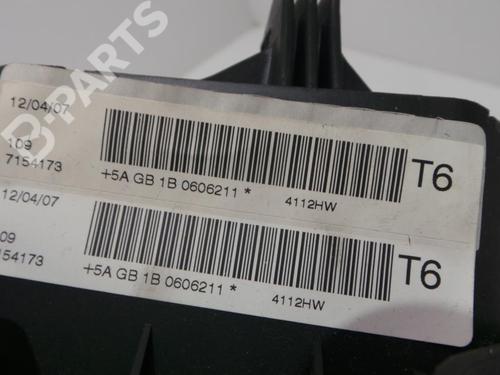 B-PARTS
12/04/07
109
7154173
+5A GB 1B 0606211 *
4112HW
T6
12/04/07
09
154173
+5A GB 1B 0606211 *
4112HW
T6